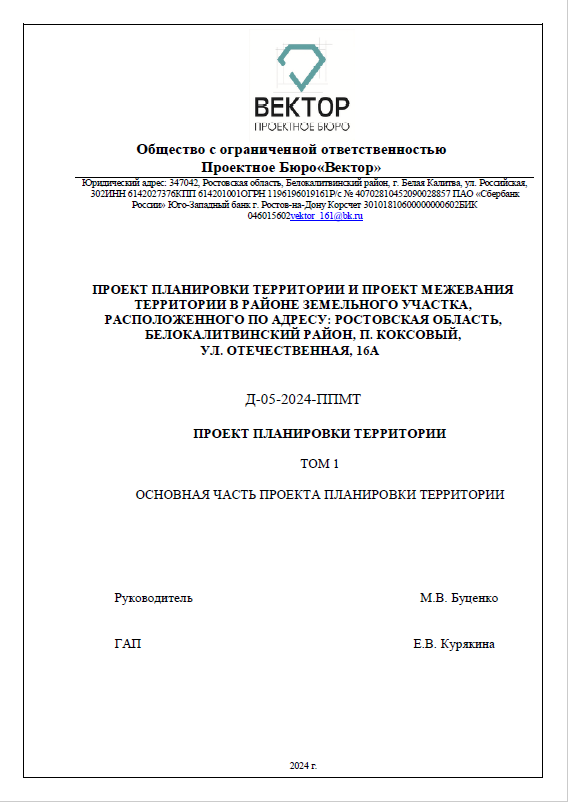 ВЕКТОР
ПРОЕКТНОЕ БЮРО
Общество с ограниченной ответственностью
Проектное Бюро«Вектор»
Юридический адрес: 347042, Ростовская область, Белокалитвинский район, г. Белая Калитва, ул. Российская,
302ИНН 6142027376КПП 614201001ОГРН 1196196019161Р/с № 40702810452090028857 ПАО «Сбербанк
России» Юго-Западный банк г. Ростов-на-Дону Корсчет 30101810600000000602БИК
046015602vektor_161@bk.ru
ПРОЕКТ ПЛАНИРОВКИ ТЕРРИТОРИИ И ПРОЕКТ МЕЖЕВАНИЯ
ТЕРРИТОРИИ В РАЙОНЕ ЗЕМЕЛЬНОГО УЧАСТКА,
РАСПОЛОЖЕННОГО ПО АДРЕСУ: РОСТОВСКАЯ ОБЛАСТЬ,
БЕЛОКАЛИТВИНСКИЙ РАЙОН, П. КОКСОВЫЙ,
УЛ. ОТЕЧЕСТВЕННАЯ, 16А
Д-05-2024-ППМТ
ПРОЕКТ ПЛАНИРОВКИ ТЕРРИТОРИИ
ТОМ 1
ОСНОВНАЯ ЧАСТЬ ПРОЕКТА ПЛАНИРОВКИ ТЕРРИТОРИИ
Руководитель М.В. Буценко
ГАП Е.В. Курякина
2024 г.